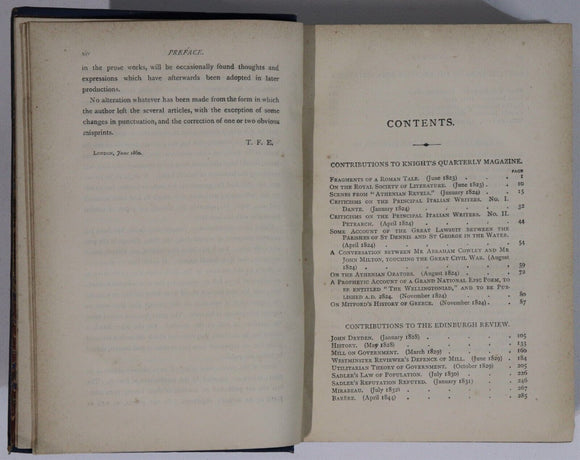 xiv PREFACE.
in the prose works, will be occasionally found thoughts and
expressions which have afterwards been adopted in later
productions.
No alteration whatever has been made from the form in which
the author left the several articles, with the exception of some
changes in punctuation, and the correction of one or two obvious
misprints.
T. F. E.
LONDON, June 1860.
CONTENTS.
CONTRIBUTIONS TO KNIGHT'S QUARTERLY MAGAZINE.
PAGE
FRAGMENTS OF A ROMAN TALE. (June 1823) . . . . 1
ON THE ROYAL SOCIETY OF LITERATURE. (June 1823) . . . 10
SCENES FROM "ATHENIAN REVELS." (January 1824) . . . 15
CRITICISMS ON THE PRINCIPAL ITALIAN WRITERS. NO. I.
DANTE. (January 1824) . . . . . . 32
CRITICISMS ON THE PRINCIPAL ITALIAN WRITERS. NO. II.
PETRARCH. (April 1824) . . . . . . 44
SOME ACCOUNT OF THE GREAT LAWSUIT BETWEEN THE
PARISHES OF ST DENNIS AND ST GEORGE IN THE WATER.
(April 1824) . . . . . . . 54
A CONVERSATION BETWEEN MR ABRAHAM COWLEY AND MR
JOHN MILTON, TOUCHING THE GREAT CIVIL WAR. (August
1824) . . . . . . . . 59
ON THE ATHENIAN ORATORS. (August 1824) . . . . 72
A PROPHETIC ACCOUNT OF A GRAND NATIONAL EPIC POEM, TO
BE ENTITLED "THE WELLINGTONIAD," AND TO BE PUB-
LISHED A.D. 2824. (November 1824) . . . . 80
ON MITFORD'S HISTORY OF GREECE. (November 1824) . . . 87
CONTRIBUTIONS TO THE EDINBURGH REVIEW.
JOHN DRYDEN. (January 1828) . . . . . 105
HISTORY. (May 1828) . . . . . . 133
MILL ON GOVERNMENT. (March 1829) . . . . . 160
WESTMINSTER REVIEWER'S DEFENCE OF MILL. (June 1829) . . 184
UTILITARIAN THEORY OF GOVERNMENT. (October 1829) . . . 205
SADLER'S LAW OF POPULATION. (July 1830) . . . . 226
SADLER'S REFUTATION REFUTED. (January 1831) . . . 246
MIRABEAU. (July 1832) . . . . . . 267
BARÈRE. (April 1844) . . . . . . 285